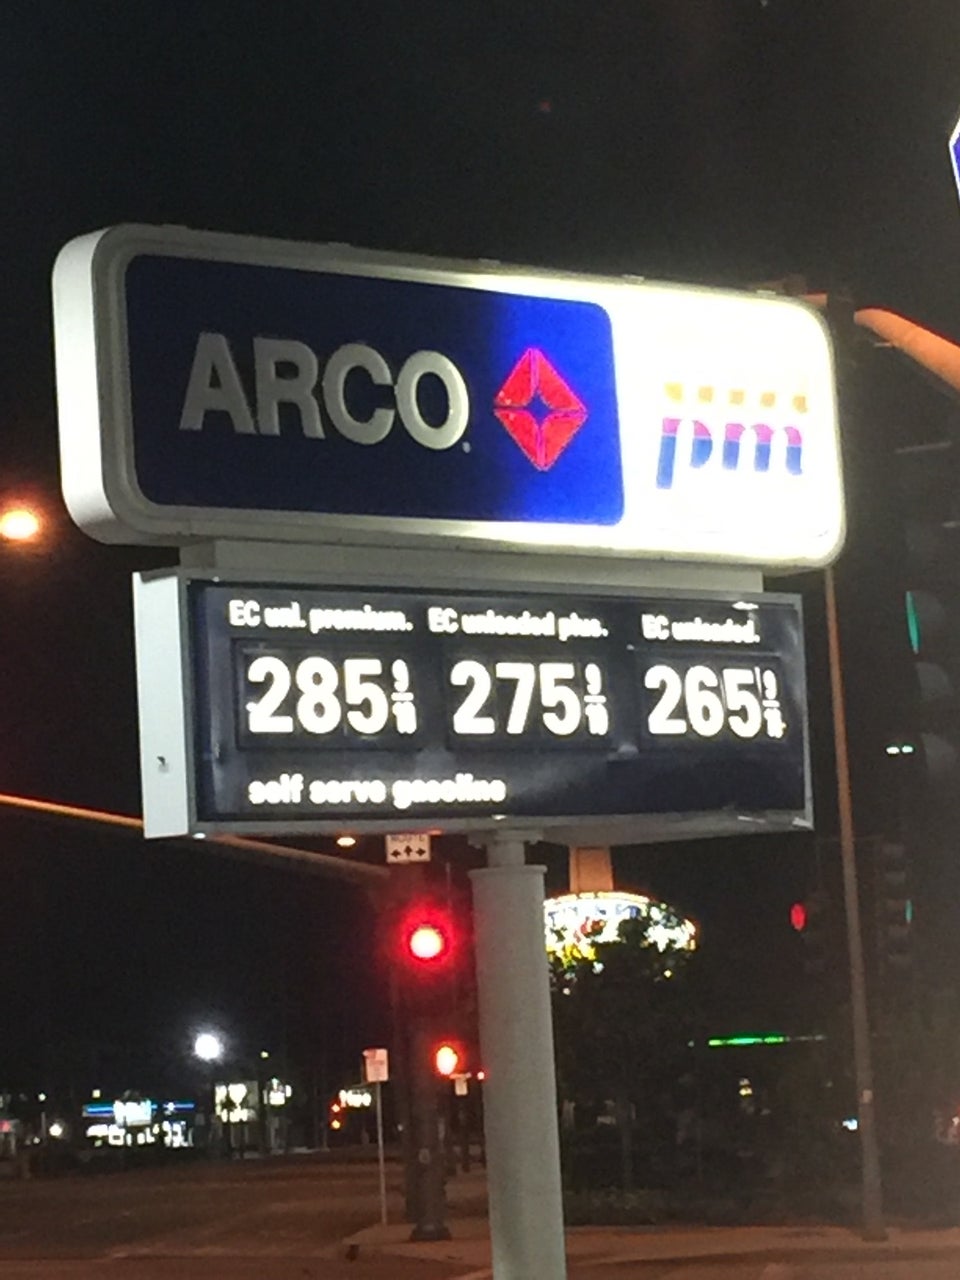 ARCO
pm
EC unl. premium. EC unleaded plus. EC unleaded.
285 9/10 275 9/10 265 9/10
self serve gasoline